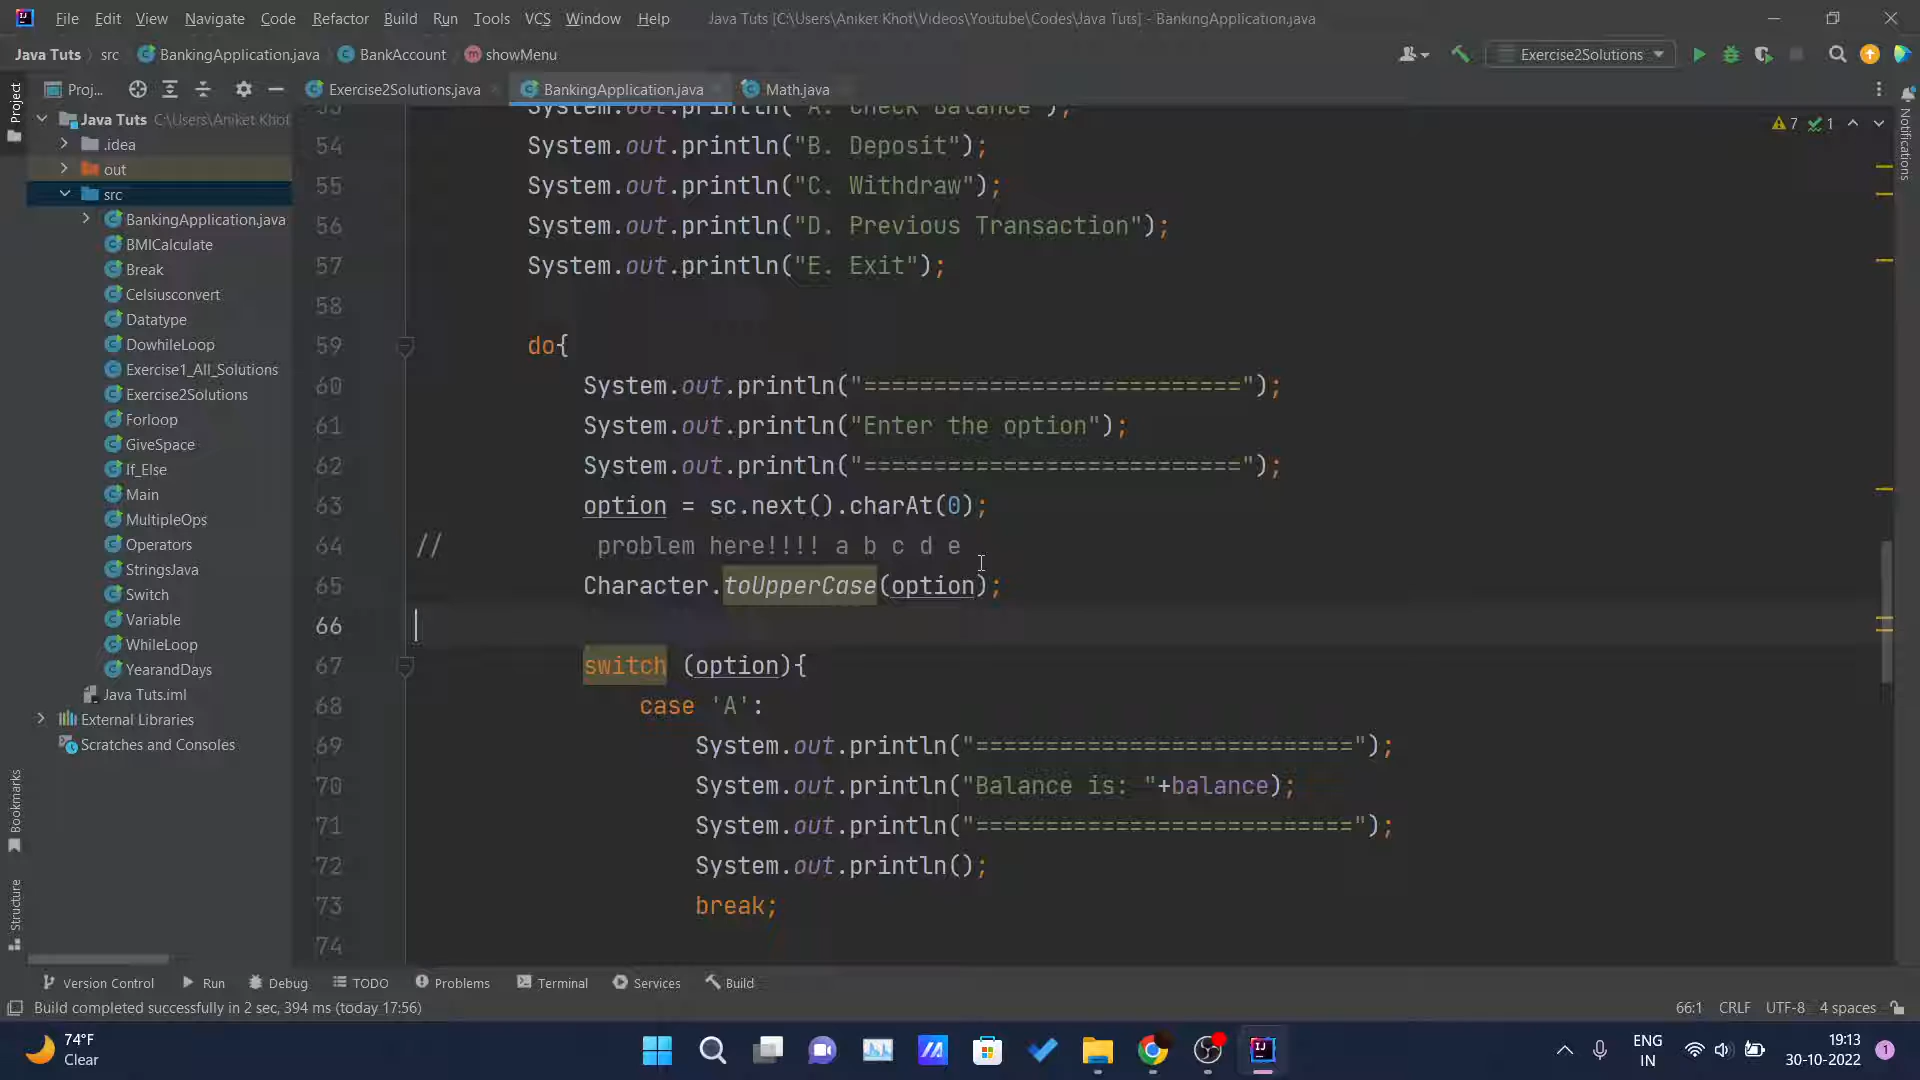 File Edit View Navigate Code Refactor Build Run Tools VCS Window Help Java Tuts [C:\Users\Aniket Khot\Videos\Youtube\Codes\Java Tuts] - BankingApplication.java
Java Tuts src BankingApplication.java BankAccount showMenu Exercise2Solutions
Project
Proj...
Exercise2Solutions.java BankingApplication.java Math.java
Notifications
7 1
Java Tuts C:\Users\Aniket Khot
.idea
out
src
BankingApplication.java
BMICalculate
Break
Celsiusconvert
Datatype
DowhileLoop
Exercise1_All_Solutions
Exercise2Solutions
Forloop
GiveSpace
If_Else
Main
MultipleOps
Operators
StringsJava
Switch
Variable
WhileLoop
YearandDays
Java Tuts.iml
External Libraries
Scratches and Consoles
53 System.out.println("A. Check Balance");
54 System.out.println("B. Deposit");
55 System.out.println("C. Withdraw");
56 System.out.println("D. Previous Transaction");
57 System.out.println("E. Exit");
58
59 do{
60 System.out.println("===========================");
61 System.out.println("Enter the option");
62 System.out.println("===========================");
63 option = sc.next().charAt(0);
64 // problem here!!!! a b c d e
65 Character.toUpperCase(option);
66
67 switch (option){
68 case 'A':
69 System.out.println("===========================");
70 System.out.println("Balance is: "+balance);
71 System.out.println("===========================");
72 System.out.println();
73 break;
74
Bookmarks
Structure
Version Control Run Debug TODO Problems Terminal Services Build
Build completed successfully in 2 sec, 394 ms (today 17:56) 66:1 CRLF UTF-8 4 spaces
74°F
Clear
ENG
IN
19:13
30-10-2022
1